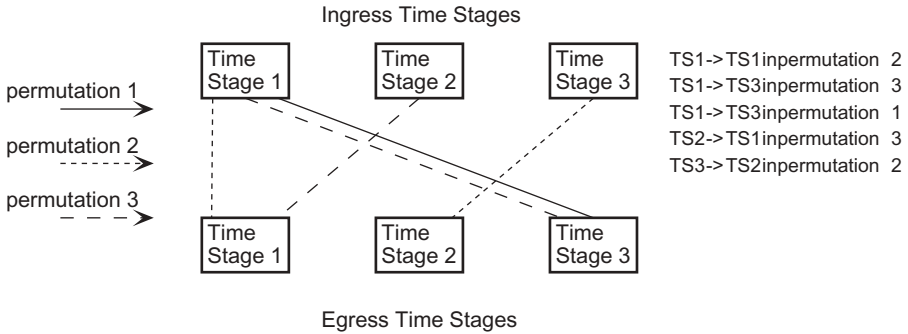 Ingress Time Stages
Time
Stage 1
Time
Stage 2
Time
Stage 3
TS1->TS1inpermutation 2
TS1->TS3inpermutation 3
TS1->TS3inpermutation 1
TS2->TS1inpermutation 3
TS3->TS2inpermutation 2
permutation 1
permutation 2
permutation 3
Time
Stage 1
Time
Stage 2
Time
Stage 3
Egress Time Stages